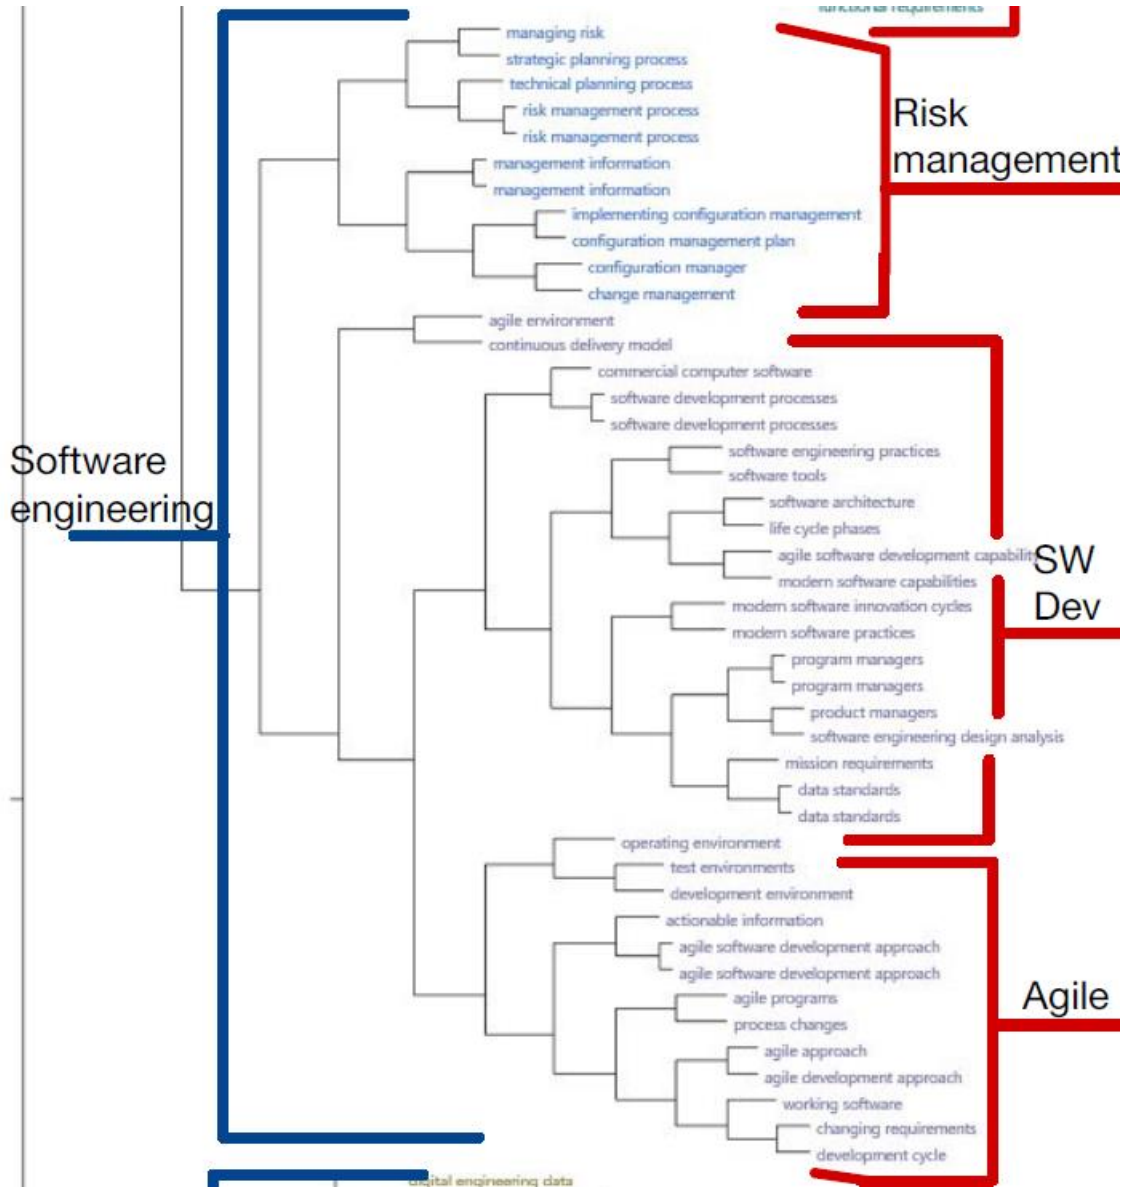 functional requirements
managing risk
strategic planning process
technical planning process
risk management process
risk management process
management information
management information
implementing configuration management
configuration management plan
configuration manager
change management
Risk
management
agile environment
continuous delivery model
commercial computer software
software development processes
software development processes
software engineering practices
software tools
software architecture
life cycle phases
agile software development capability
modern software capabilities
modern software innovation cycles
modern software practices
program managers
program managers
product managers
software engineering design analysis
mission requirements
data standards
data standards
Software
engineering
SW
Dev
operating environment
test environments
development environment
actionable information
agile software development approach
agile software development approach
agile programs
process changes
agile approach
agile development approach
working software
changing requirements
development cycle
Agile
digital engineering data